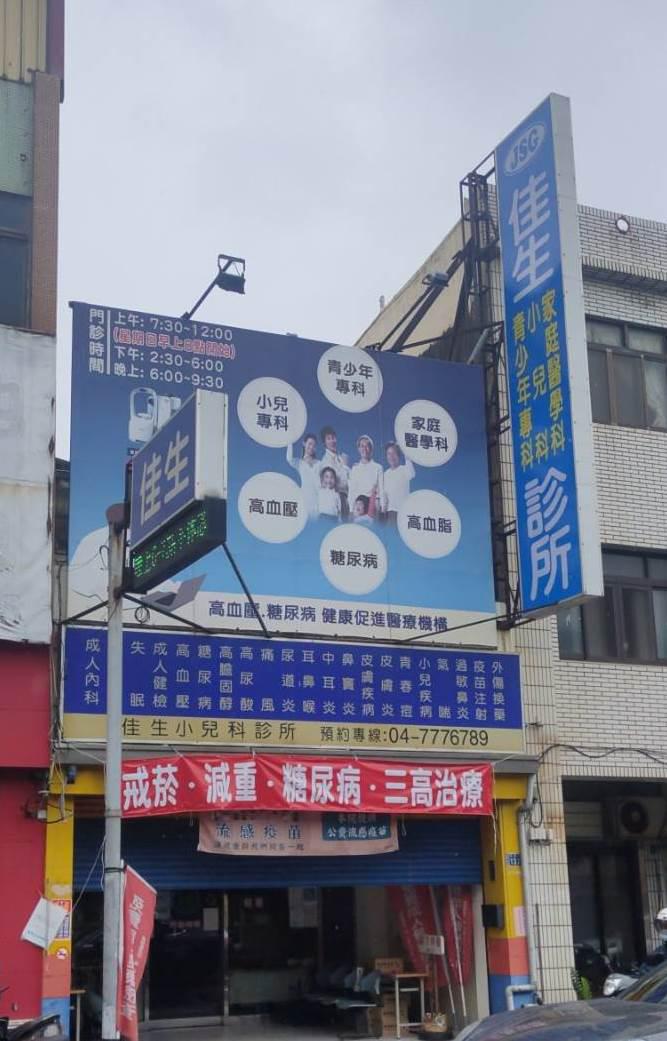 JSG
佳生
家庭醫學科
小兒科
青少年專科
診所
門診時間
上午: 7:30~12:00
(星期日早上8點開始)
下午: 2:30~6:00
晚上: 6:00~9:30
青少年
專科
小兒
專科
家庭
醫學科
高血壓
高血脂
糖尿病
佳生
高血壓.糖尿病 健康促進醫療機構
成人內科
失眠
成人健檢
高血壓
糖尿病
高膽固醇
高尿酸
痛風
尿道炎
耳鼻喉
中耳炎
鼻竇炎
皮膚疾病
皮膚炎
青春痘
小兒疾病
氣喘
過敏鼻炎
疫苗注射
外傷換藥
佳生小兒科診所 預約專線:04-7776789
戒菸·減重·糖尿病·三高治療
流感疫苗
公費流感疫苗